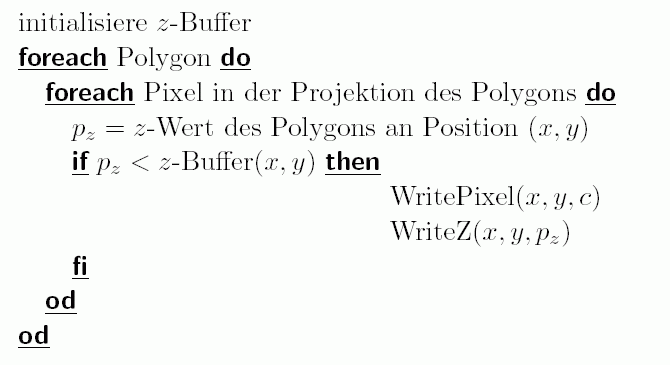 initialisiere z-Buffer
foreach Polygon do
foreach Pixel in der Projektion des Polygons do
p_z = z-Wert des Polygons an Position (x, y)
if p_z < z-Buffer(x, y) then
WritePixel(x, y, c)
WriteZ(x, y, p_z)
fi
od
od